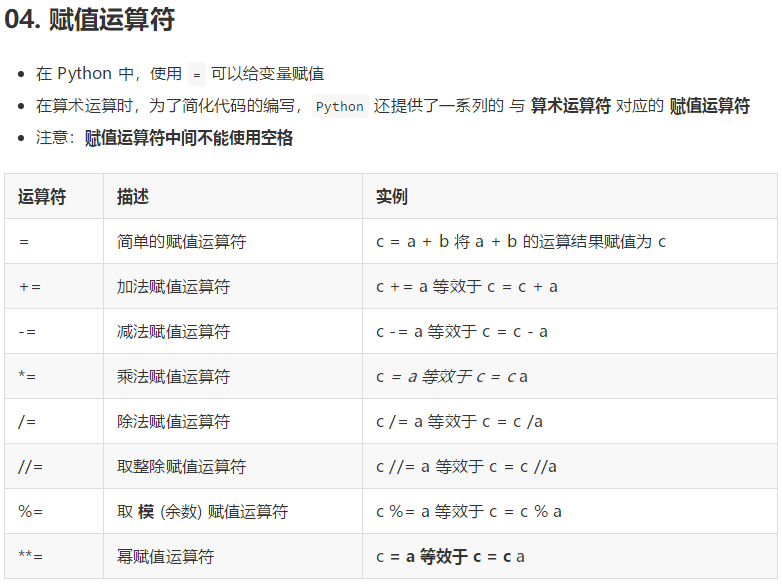 04. 赋值运算符
在 Python 中，使用 = 可以给变量赋值
在算术运算时，为了简化代码的编写，Python 还提供了一系列的 与 算术运算符 对应的 赋值运算符
注意：赋值运算符中间不能使用空格
运算符 描述 实例
= 简单的赋值运算符 c = a + b 将 a + b 的运算结果赋值为 c
+= 加法赋值运算符 c += a 等效于 c = c + a
-= 减法赋值运算符 c -= a 等效于 c = c - a
*= 乘法赋值运算符 c = a 等效于 c = c a
/= 除法赋值运算符 c /= a 等效于 c = c /a
//= 取整除赋值运算符 c //= a 等效于 c = c //a
%= 取 模 (余数) 赋值运算符 c %= a 等效于 c = c % a
**= 幂赋值运算符 c = a 等效于 c = c a